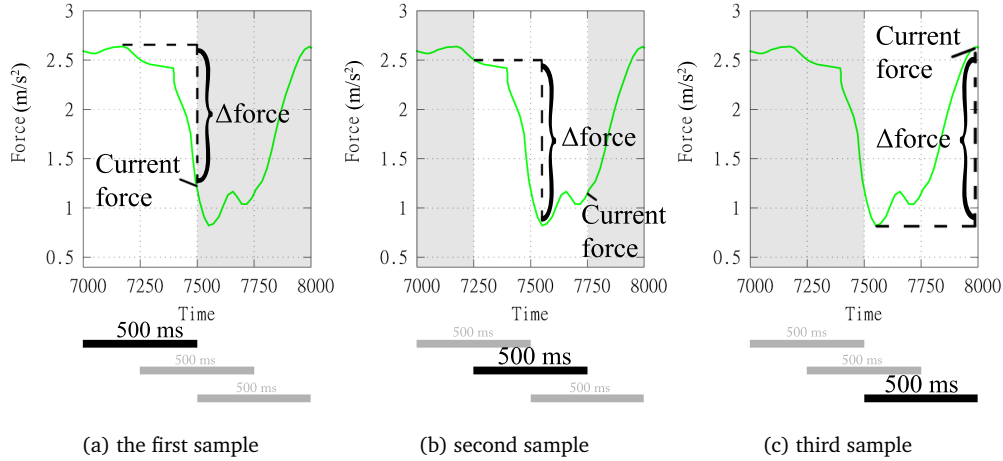 3
2.5
2
1.5
1
0.5
Force (m/s²)
Δforce
Current
force
7000 7250 7500 7750 8000
Time
500 ms
500 ms
500 ms
(a) the first sample
3
2.5
2
1.5
1
0.5
Force (m/s²)
Δforce
Current
force
7000 7250 7500 7750 8000
Time
500 ms
500 ms
500 ms
(b) second sample
3
2.5
2
1.5
1
0.5
Force (m/s²)
Current
force
Δforce
7000 7250 7500 7750 8000
Time
500 ms
500 ms
500 ms
(c) third sample